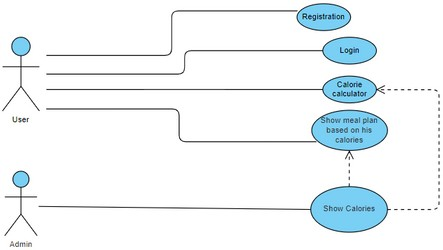 Registration
Login
Calorie
calculator
User
Show meal plan
based on his
calories
Show Calories
Admin